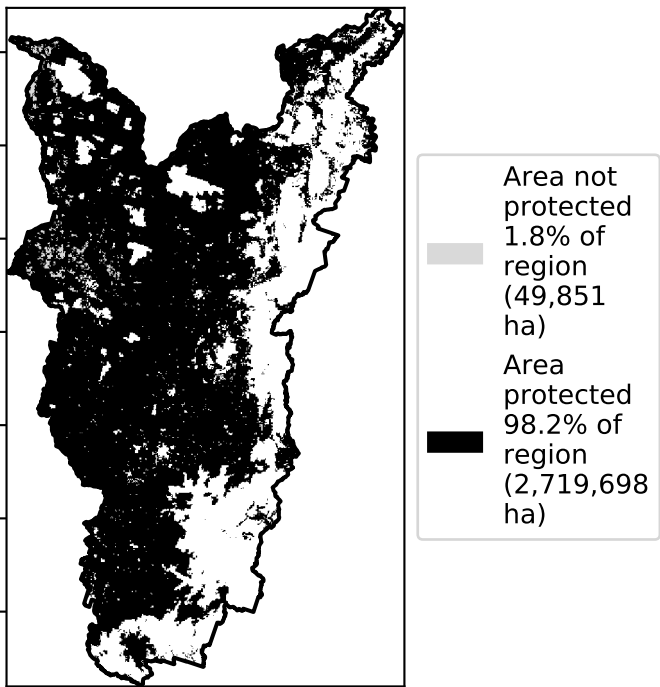 Area not
protected
1.8% of
region
(49,851
ha)
Area
protected
98.2% of
region
(2,719,698
ha)